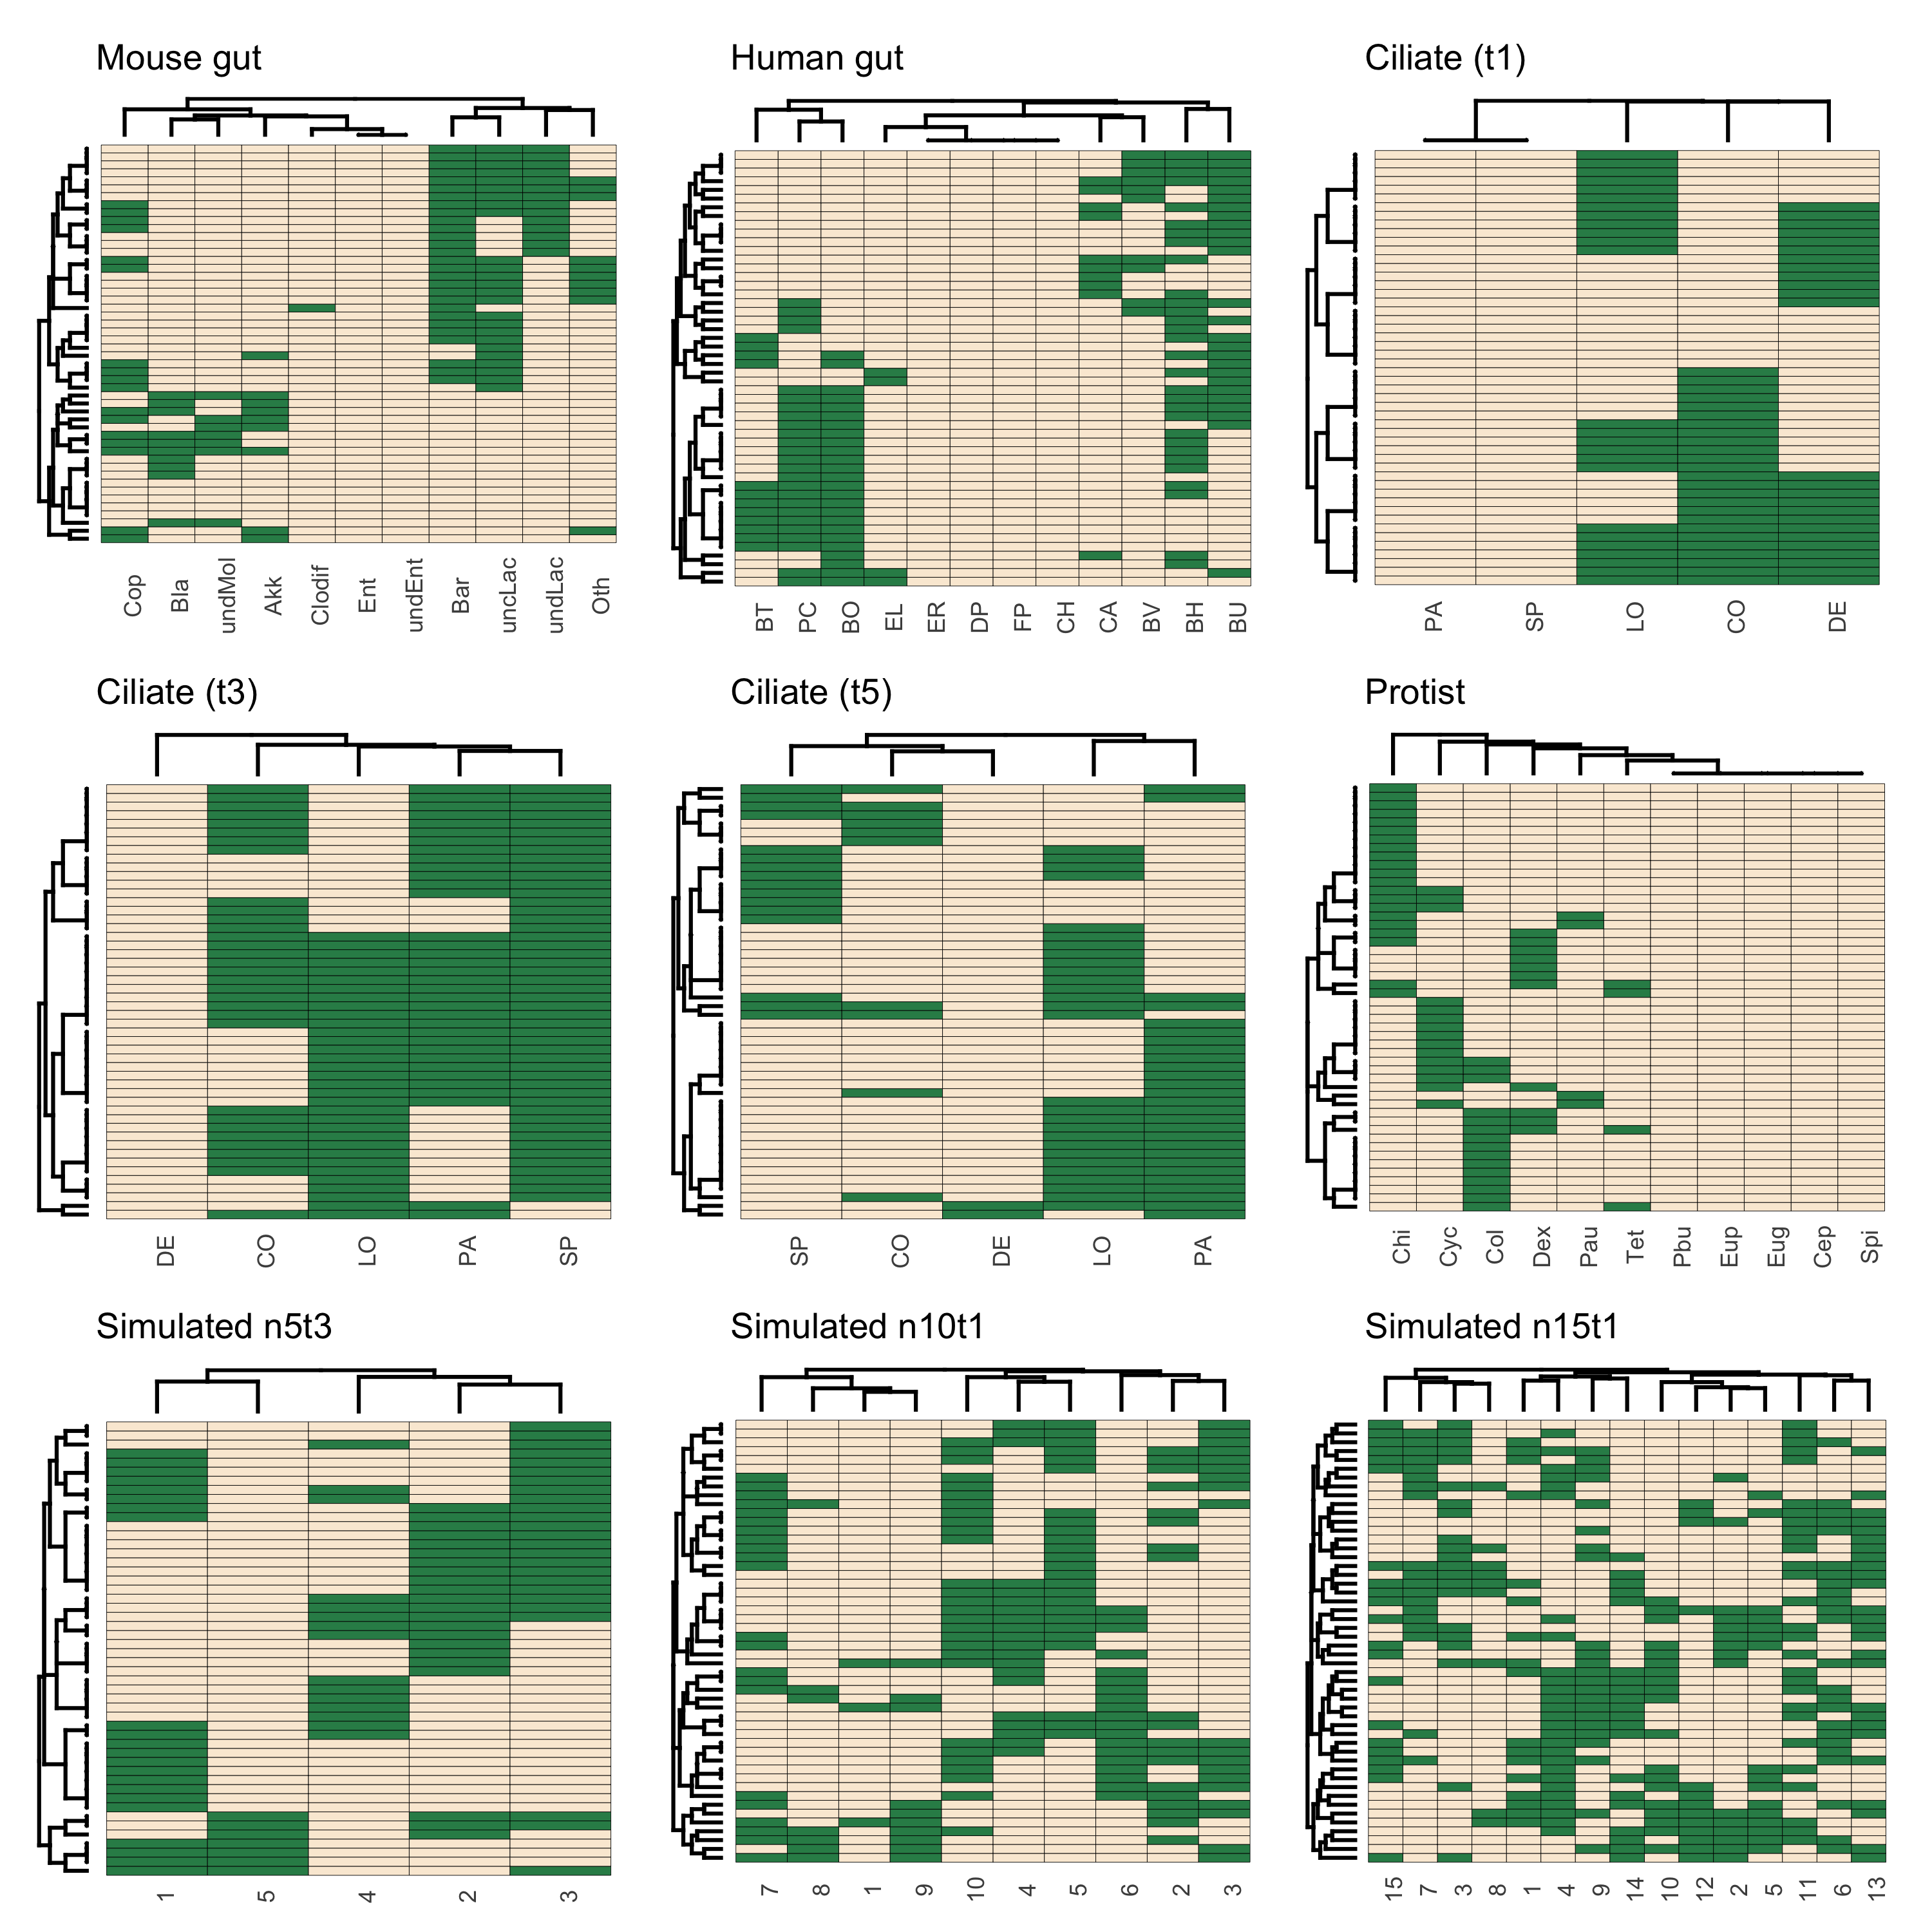 Mouse gut
Human gut
Ciliate (t1)
Cop Bla undMol Akk Clodif Ent undEnt Bar uncLac undLac Oth
BT PC BO EL ER DP FP CH CA BV BH BU
PA SP LO CO DE
Ciliate (t3)
Ciliate (t5)
Protist
DE CO LO PA SP
SP CO DE LO PA
Chi Cyc Col Dex Pau Tet Pbu Eup Eug Cep Spi
Simulated n5t3
Simulated n10t1
Simulated n15t1
1 5 4 2 3
7 8 1 9 10 4 5 6 2 3
15 7 3 8 1 4 9 14 10 12 2 5 11 6 13